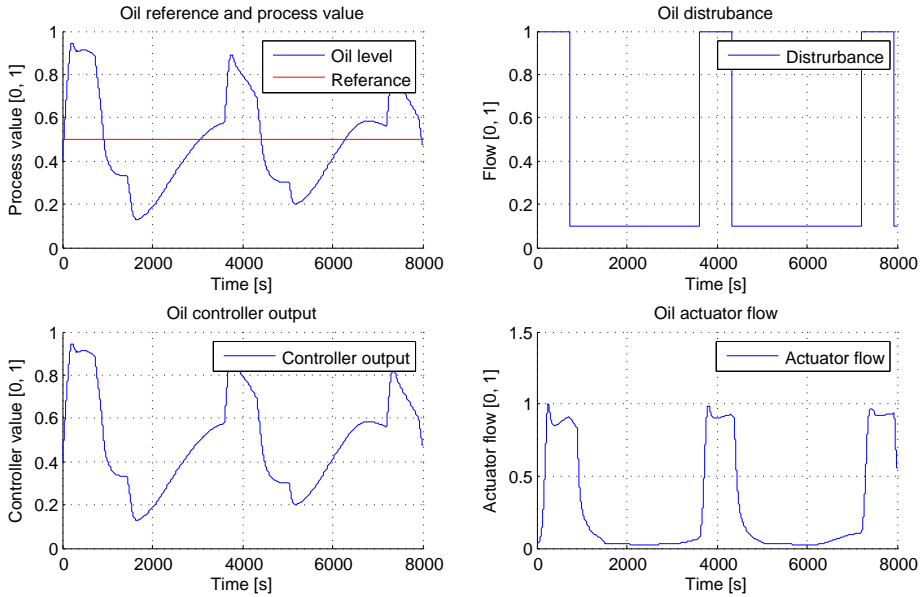 Oil reference and process value
1
0.8
0.6
0.4
0.2
0
Process value [0, 1]
Oil level
Referance
0 2000 4000 6000 8000
Time [s]
Oil distrubance
1
0.8
0.6
0.4
0.2
0
Flow [0, 1]
Distrurbance
0 2000 4000 6000 8000
Time [s]
Oil controller output
1
0.8
0.6
0.4
0.2
0
Controller value [0, 1]
Controller output
0 2000 4000 6000 8000
Time [s]
Oil actuator flow
1.5
1
0.5
0
Actuator flow [0, 1]
Actuator flow
0 2000 4000 6000 8000
Time [s]